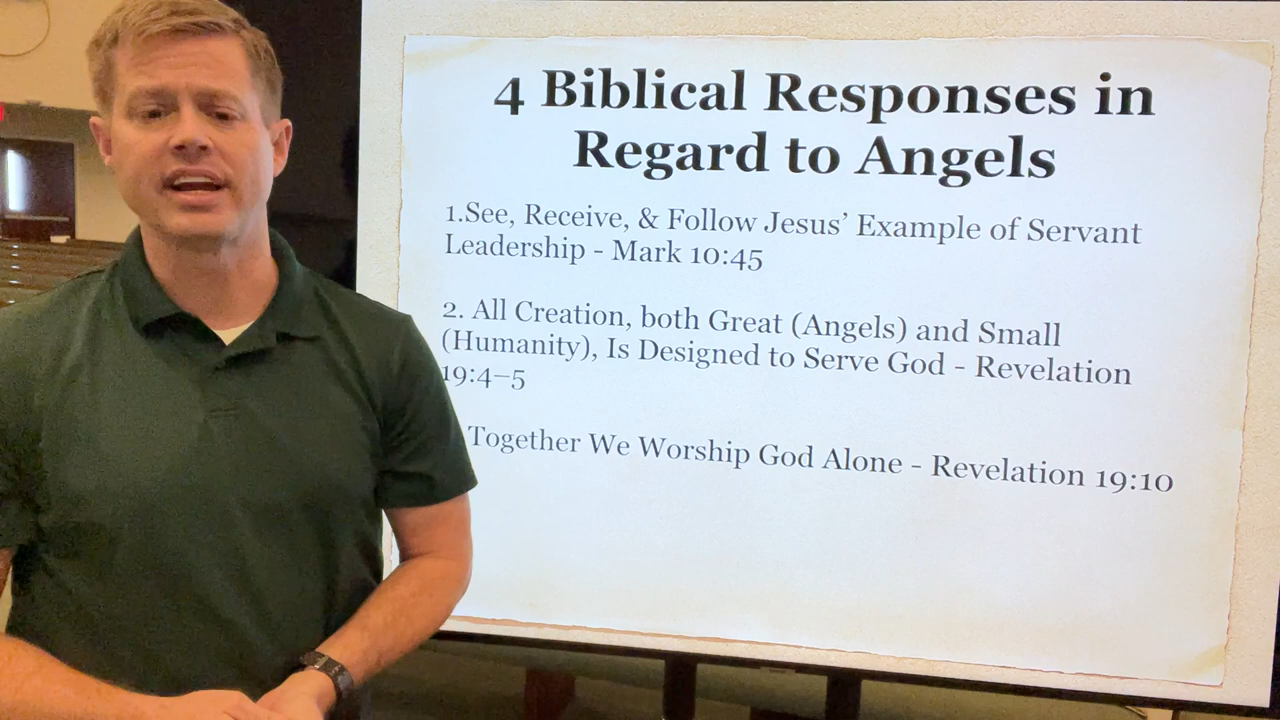 4 Biblical Responses in
Regard to Angels
1.See, Receive, & Follow Jesus’ Example of Servant
Leadership - Mark 10:45
2. All Creation, both Great (Angels) and Small
(Humanity), Is Designed to Serve God - Revelation
19:4–5
Together We Worship God Alone - Revelation 19:10